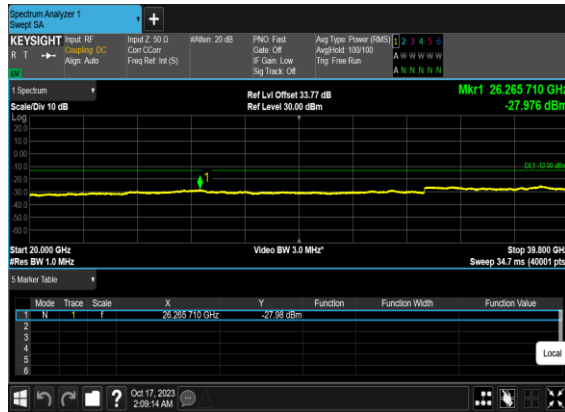 Spectrum Analyzer 1
Swept SA
+
KEYSIGHT Input: RF Input Z: 50 Ω #Atten: 20 dB PNO: Fast Avg Type: Power (RMS) 1 2 3 4 5 6
R T Coupling: DC Corr CCorr Gate: Off Avg|Hold: 100/100 A W W W W W
Align: Auto Freq Ref: Int (S) IF Gain: Low Trig: Free Run
Sig Track: Off A N N N N N
LXI
1 Spectrum Ref Lvl Offset 33.77 dB Mkr1 26.265 710 GHz
Scale/Div 10 dB Ref Level 30.00 dBm -27.976 dBm
Log
20.0
10.0
0.00
-10.0 DL1 -13.00 dBm
-20.0 1
-30.0
-40.0
-50.0
-60.0
Start 20.000 GHz Video BW 3.0 MHz* Stop 39.800 GHz
#Res BW 1.0 MHz Sweep 34.7 ms (40001 pts)
5 Marker Table
Mode Trace Scale X Y Function Function Width Function Value
1 N 1 f 26.265 710 GHz -27.98 dBm
2
3
4
5
6
Local
? Oct 17, 2023
2:09:14 AM